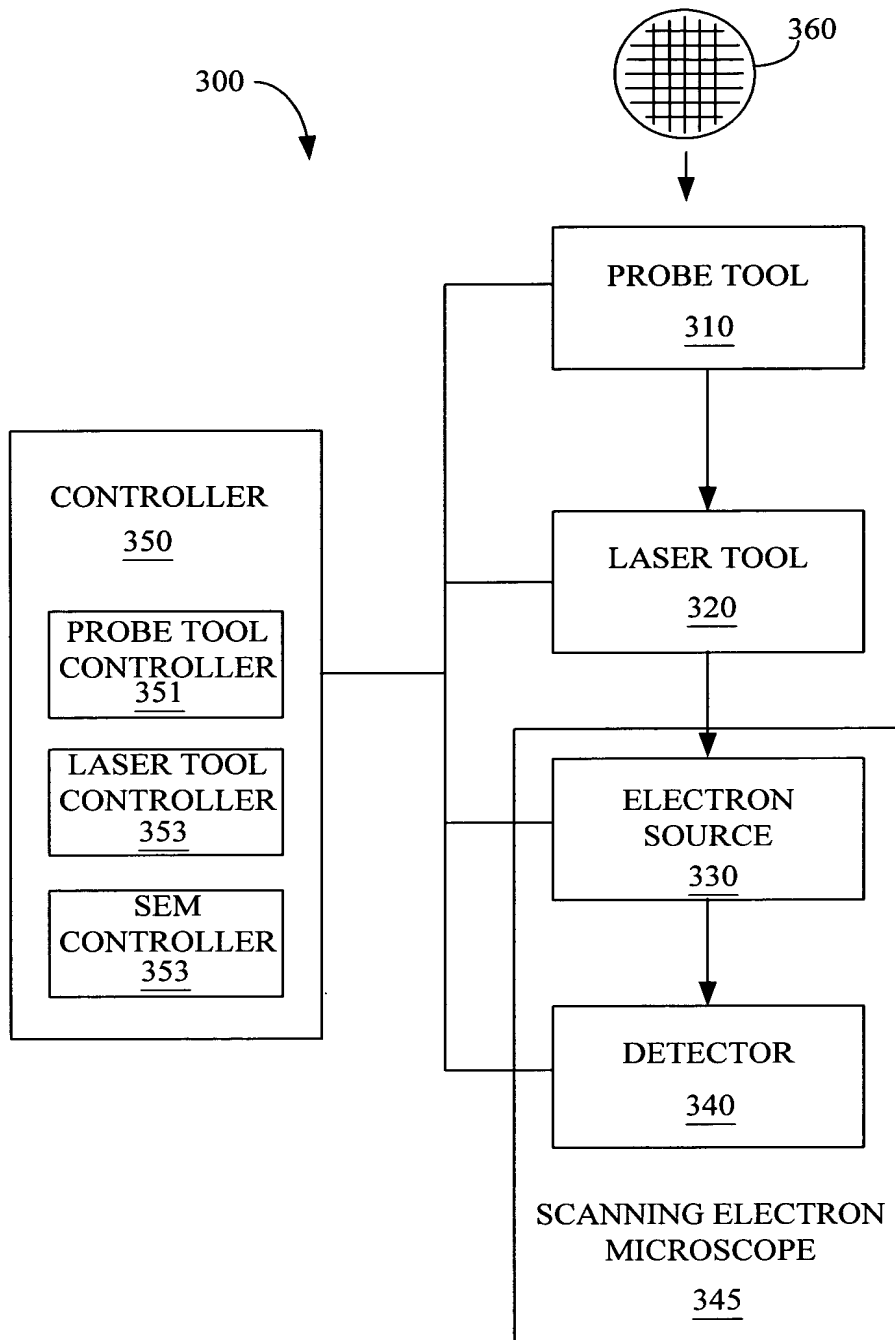 360
300
PROBE TOOL
310
CONTROLLER
350
LASER TOOL
320
PROBE TOOL
CONTROLLER
351
LASER TOOL
CONTROLLER
353
SEM
CONTROLLER
353
ELECTRON
SOURCE
330
DETECTOR
340
SCANNING ELECTRON
MICROSCOPE
345